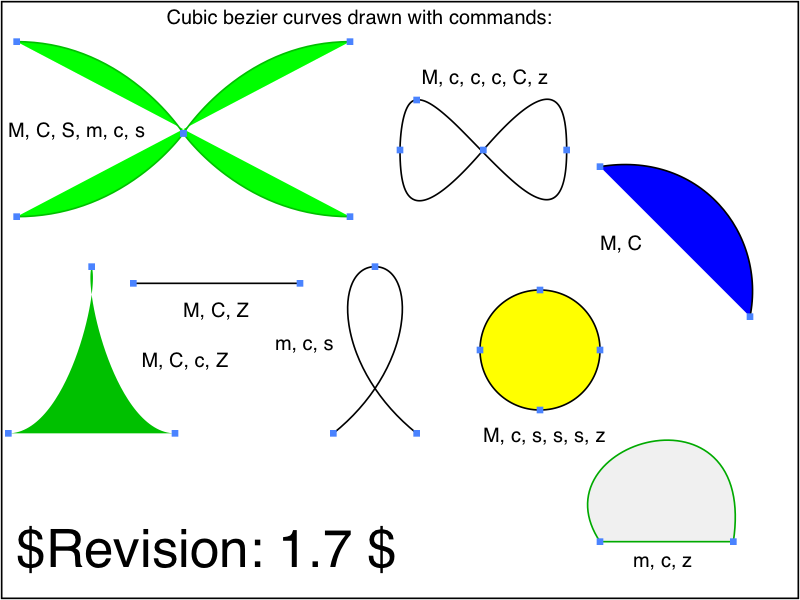 Cubic bezier curves drawn with commands:
M, c, c, c, C, z
M, C, S, m, c, s
M, C
M, C, Z
m, c, s
M, C, c, Z
M, c, s, s, s, z
$Revision: 1.7 $
m, c, z